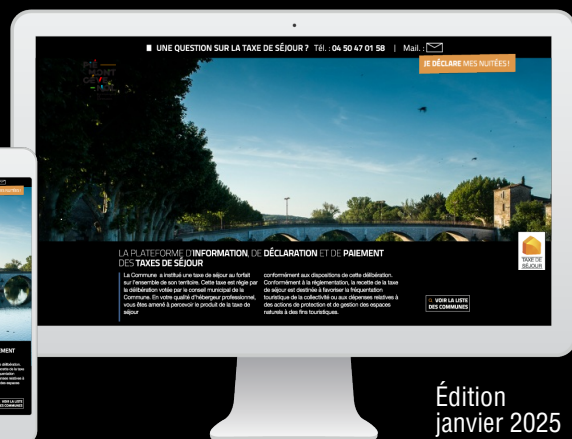 UNE QUESTION SUR LA TAXE DE SÉJOUR ? Tél. : 04 50 47 01 58 | Mail. :
JE DÉCLARE MES NUITÉES !
LA PLATEFORME D'INFORMATION, DE DÉCLARATION ET DE PAIEMENT
DES TAXES DE SÉJOUR
La Commune a institué une taxe de séjour au forfait
sur l'ensemble de son territoire. Cette taxe est régie par
la délibération votée par le conseil municipal de la
Commune. En votre qualité d'hébergeur professionnel,
vous êtes amené à percevoir le produit de la taxe de
séjour
conformément aux dispositions de cette délibération.
Conformément à la réglementation, la recette de la taxe
de séjour est destinée à favoriser la fréquentation
touristique de la collectivité ou aux dépenses relatives à
des actions de protection et de gestion des espaces
naturels à des fins touristiques.
VOIR LA LISTE
DES COMMUNES
TAXE DE
SÉJOUR
Édition
janvier 2025